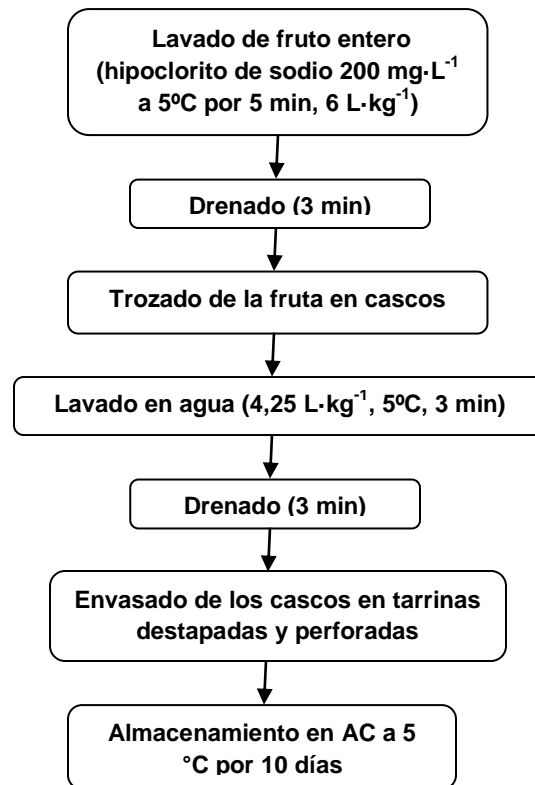 Lavado de fruto entero
(hipoclorito de sodio 200 mg·L⁻¹
a 5ºC por 5 min, 6 L·kg⁻¹)
Drenado (3 min)
Trozado de la fruta en cascos
Lavado en agua (4,25 L·kg⁻¹, 5ºC, 3 min)
Drenado (3 min)
Envasado de los cascos en tarrinas
destapadas y perforadas
Almacenamiento en AC a 5
°C por 10 días